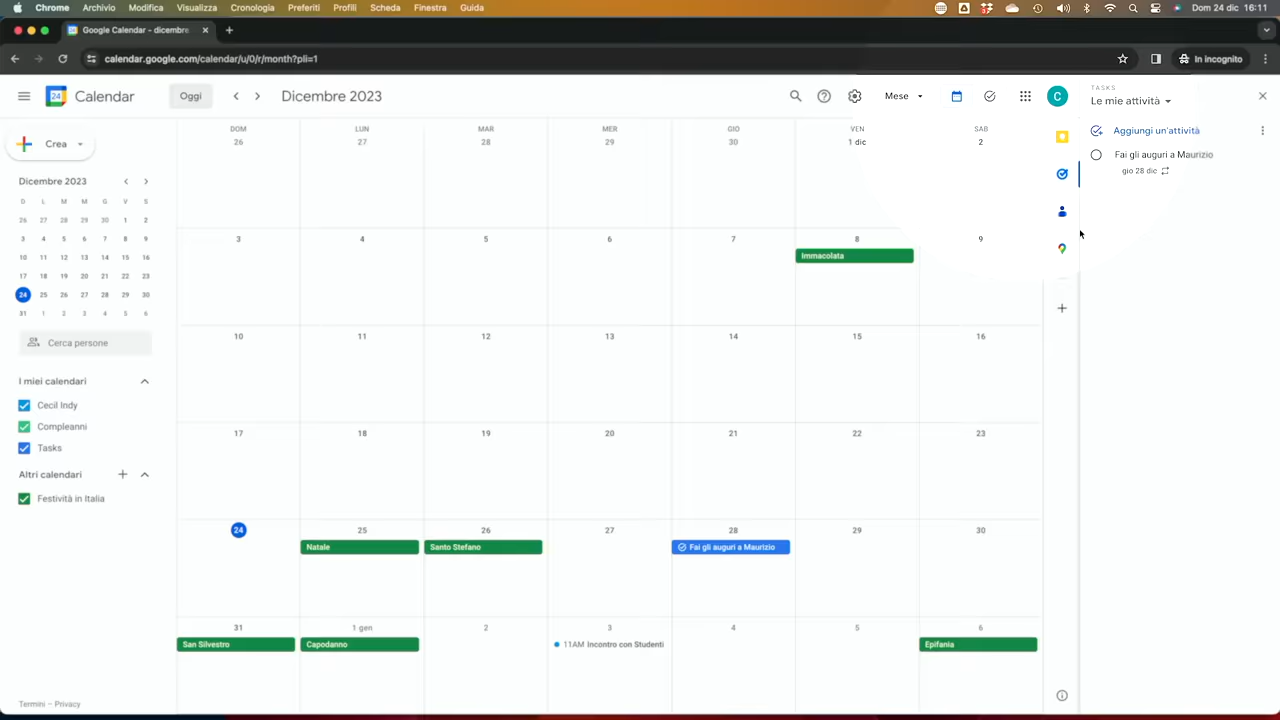 Chrome Archivio Modifica Visualizza Cronologia Preferiti Profili Scheda Finestra Guida Dom 24 dic 16:11
Google Calendar - dicembre
calendar.google.com/calendar/u/0/r/month?pli=1 In incognito
24 Calendar Oggi Dicembre 2023 Mese C
TASKS
Le mie attività
Crea
Aggiungi un'attività
Fai gli auguri a Maurizio
gio 28 dic
Dicembre 2023
D L M M G V S
26 27 28 29 30 1 2
3 4 5 6 7 8 9
10 11 12 13 14 15 16
17 18 19 20 21 22 23
24 25 26 27 28 29 30
31 1 2 3 4 5 6
Cerca persone
I miei calendari
Cecil Indy
Compleanni
Tasks
Altri calendari
Festività in Italia
Termini – Privacy
DOM LUN MAR MER GIO VEN SAB
26 27 28 29 30 1 dic 2
3 4 5 6 7 8 9
Immacolata
10 11 12 13 14 15 16
17 18 19 20 21 22 23
24 25 26 27 28 29 30
Natale Santo Stefano Fai gli auguri a Maurizio
31 1 gen 2 3 4 5 6
San Silvestro Capodanno 11AM Incontro con Studenti Epifania